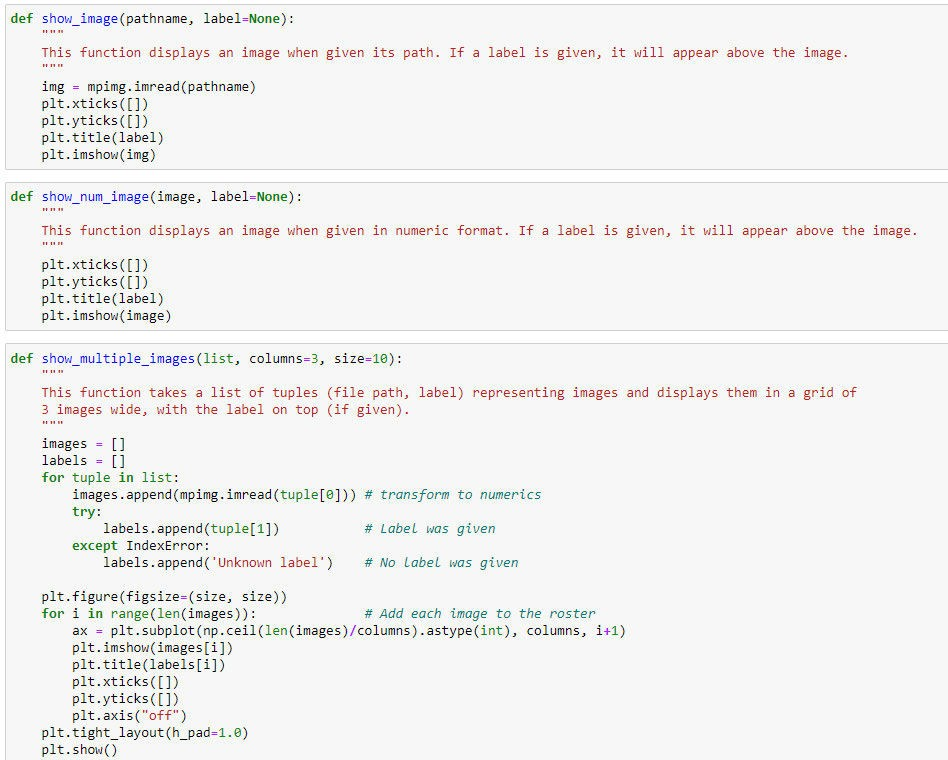 def show_image(pathname, label=None):
    """
    This function displays an image when given its path. If a label is given, it will appear above the image.
    """
    img = mpimg.imread(pathname)
    plt.xticks([])
    plt.yticks([])
    plt.title(label)
    plt.imshow(img)
def show_num_image(image, label=None):
    """
    This function displays an image when given in numeric format. If a label is given, it will appear above the image.
    """
    plt.xticks([])
    plt.yticks([])
    plt.title(label)
    plt.imshow(image)
def show_multiple_images(list, columns=3, size=10):
    """
    This function takes a list of tuples (file path, label) representing images and displays them in a grid of
    3 images wide, with the label on top (if given).
    """
    images = []
    labels = []
    for tuple in list:
        images.append(mpimg.imread(tuple[0])) # transform to numerics
        try:
            labels.append(tuple[1])           # Label was given
        except IndexError:
            labels.append('Unknown label')    # No label was given
    plt.figure(figsize=(size, size))
    for i in range(len(images)):              # Add each image to the roster
        ax = plt.subplot(np.ceil(len(images)/columns).astype(int), columns, i+1)
        plt.imshow(images[i])
        plt.title(labels[i])
        plt.xticks([])
        plt.yticks([])
        plt.axis("off")
    plt.tight_layout(h_pad=1.0)
    plt.show()